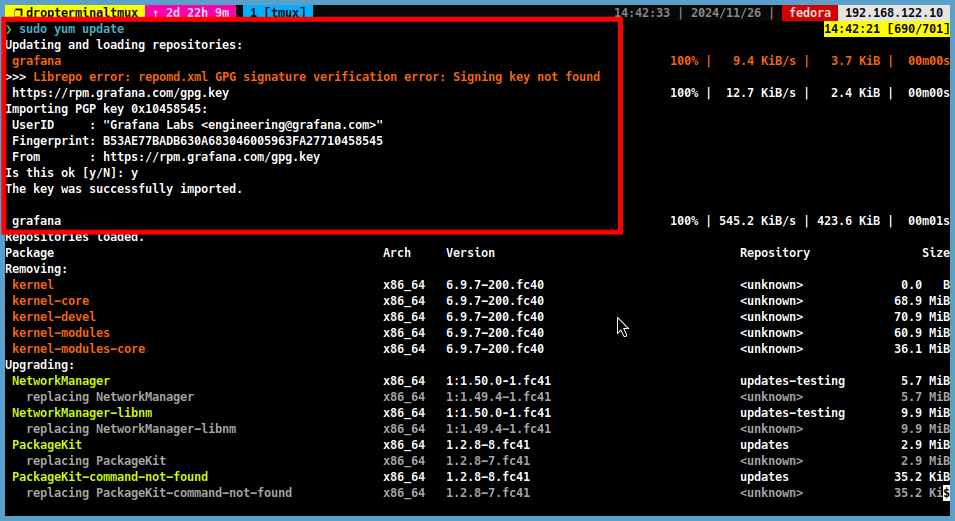 ❐ dropterminaltmux ↑ 2d 22h 9m 1 [tmux] 14:42:33 | 2024/11/26 | fedora 192.168.122.10
❯ sudo yum update 14:42:21 [690/701]
Updating and loading repositories:
grafana 100% | 9.4 KiB/s | 3.7 KiB | 00m00s
>>> Librepo error: repomd.xml GPG signature verification error: Signing key not found
https://rpm.grafana.com/gpg.key 100% | 12.7 KiB/s | 2.4 KiB | 00m00s
Importing PGP key 0x10458545:
UserID : "Grafana Labs <engineering@grafana.com>"
Fingerprint: B53AE77BADB630A683046005963FA27710458545
From : https://rpm.grafana.com/gpg.key
Is this ok [y/N]: y
The key was successfully imported.
grafana 100% | 545.2 KiB/s | 423.6 KiB | 00m01s
Repositories loaded.
Package Arch Version Repository Size
Removing:
kernel x86_64 6.9.7-200.fc40 <unknown> 0.0 B
kernel-core x86_64 6.9.7-200.fc40 <unknown> 68.9 MiB
kernel-devel x86_64 6.9.7-200.fc40 <unknown> 70.9 MiB
kernel-modules x86_64 6.9.7-200.fc40 <unknown> 60.9 MiB
kernel-modules-core x86_64 6.9.7-200.fc40 <unknown> 36.1 MiB
Upgrading:
NetworkManager x86_64 1:1.50.0-1.fc41 updates-testing 5.7 MiB
replacing NetworkManager x86_64 1:1.49.4-1.fc41 <unknown> 5.7 MiB
NetworkManager-libnm x86_64 1:1.50.0-1.fc41 updates-testing 9.9 MiB
replacing NetworkManager-libnm x86_64 1:1.49.4-1.fc41 <unknown> 9.9 MiB
PackageKit x86_64 1.2.8-8.fc41 updates 2.9 MiB
replacing PackageKit x86_64 1.2.8-7.fc41 <unknown> 2.9 MiB
PackageKit-command-not-found x86_64 1.2.8-8.fc41 updates 35.2 KiB
replacing PackageKit-command-not-found x86_64 1.2.8-7.fc41 <unknown> 35.2 Ki$